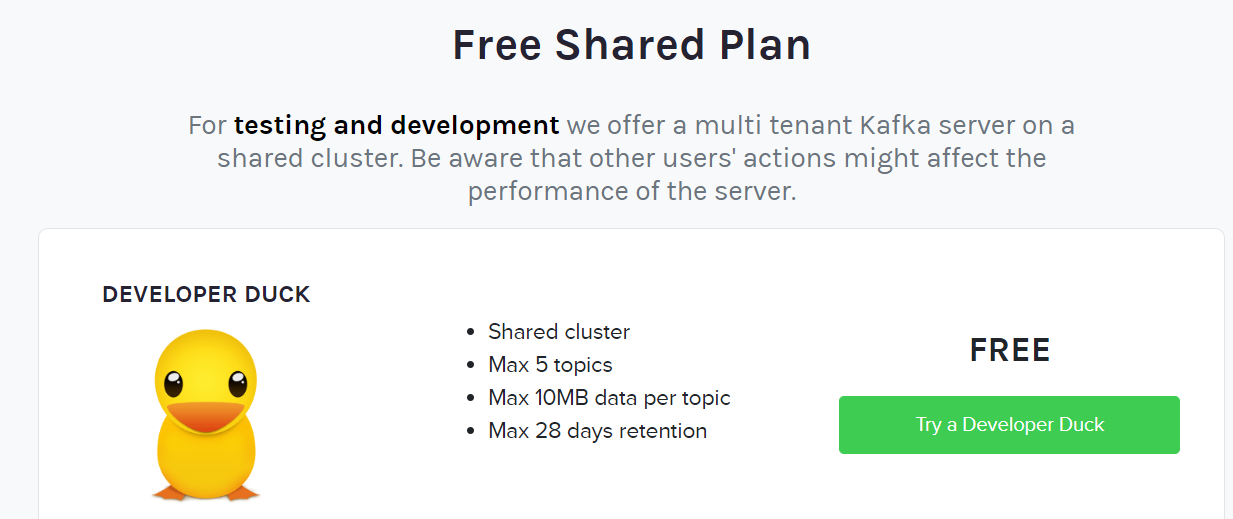 Free Shared Plan
For testing and development we offer a multi tenant Kafka server on a
shared cluster. Be aware that other users' actions might affect the
performance of the server.
DEVELOPER DUCK
Shared cluster
Max 5 topics
Max 10MB data per topic
Max 28 days retention
FREE
Try a Developer Duck